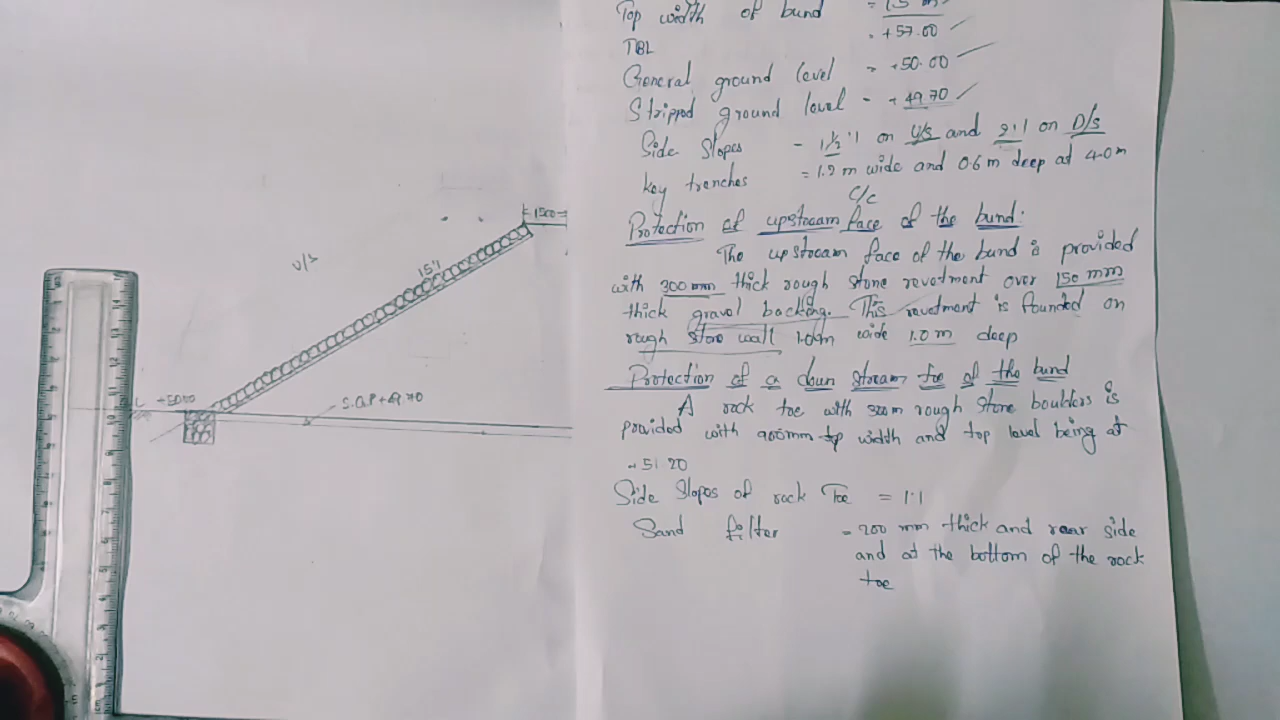 1500
U/S
1.5:1
+50.00
S.G.L +49.70
Top width of bund = 1.5 m
TBL = +57.00
General ground level = +50.00
Stripped ground level = +49.70
Side Slopes = 1½:1 on U/S and 2:1 on D/S
key trenches = 1.2 m wide and 0.6 m deep at 4.0 m
C/C
Protection of upstream face of the bund:
The upstream face of the bund is provided
with 300 mm thick rough stone revetment over 150 mm
thick gravel backing. This revetment is founded on
rough stone wall 1.0m wide 1.0 m deep
Protection of a down stream toe of the bund
A rock toe with 300m rough stone boulders is
provided with 900mm top width and top level being at
+51.20
Side Slopes of rock Toe = 1:1
Sand filter = 200 mm thick and rear side
and at the bottom of the rock
toe